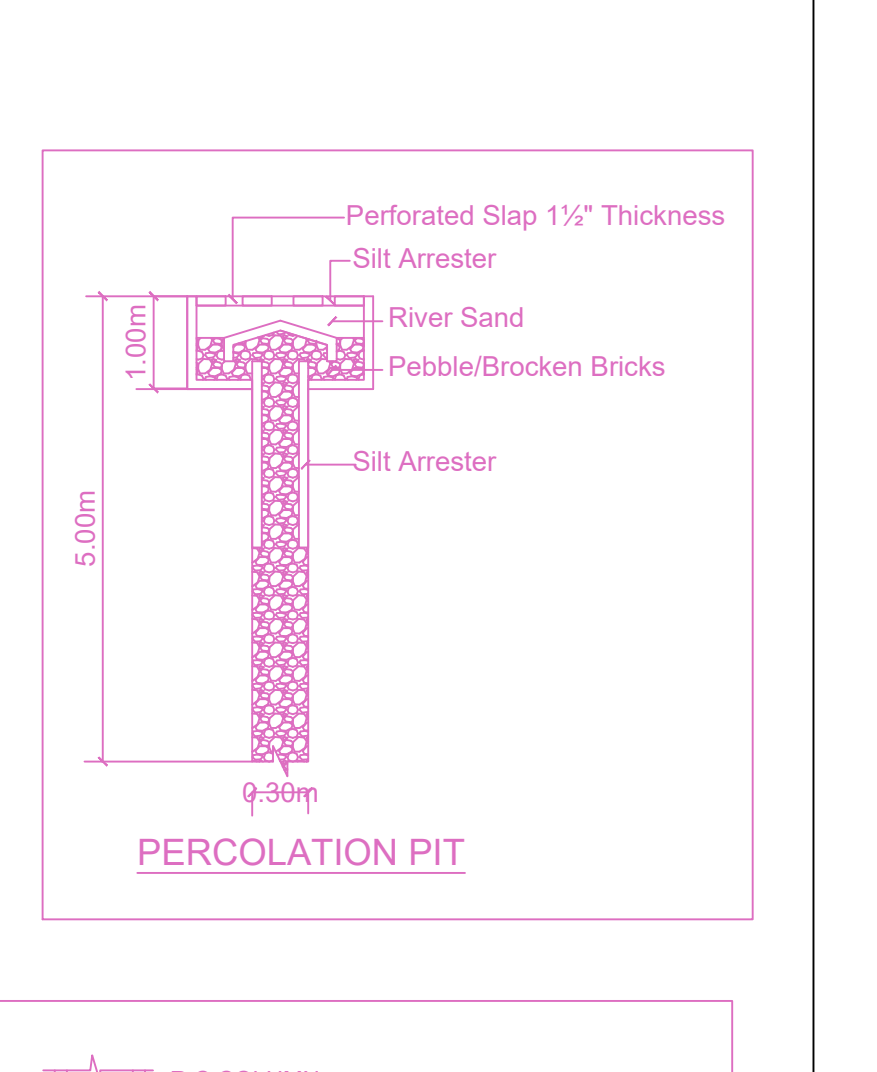 Perforated Slap 1½" Thickness
Silt Arrester
River Sand
1.00m
Pebble/Brocken Bricks
Silt Arrester
5.00m
0.30m
PERCOLATION PIT